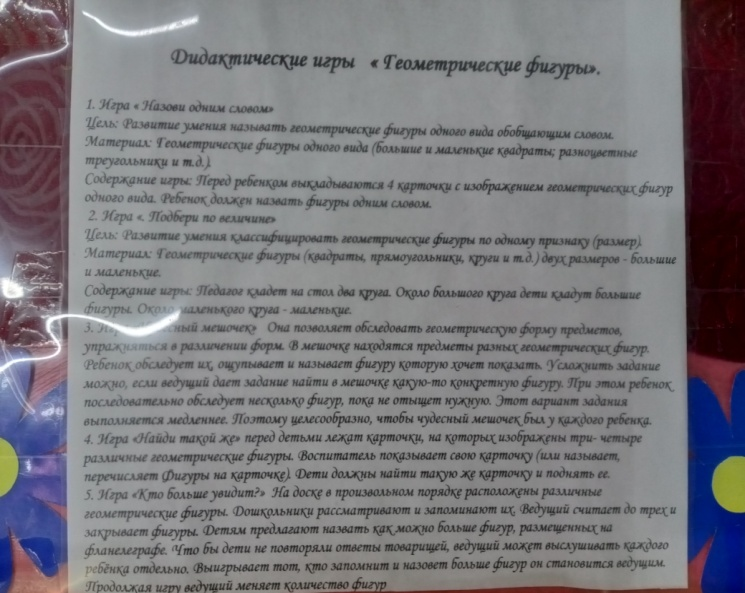 Дидактические игры « Геометрические фигуры».
1. Игра « Назови одним словом»
Цель: Развитие умения называть геометрические фигуры одного вида обобщающим словом.
Материал: Геометрические фигуры одного вида (большие и маленькие квадраты; разноцветные
треугольники и т.д.).
Содержание игры: Перед ребенком выкладываются 4 карточки с изображением геометрических фигур
одного вида. Ребенок должен назвать фигуры одним словом.
2. Игра «. Подбери по величине»
Цель: Развитие умения классифицировать геометрические фигуры по одному признаку (размер).
Материал: Геометрические фигуры (квадраты, прямоугольники, круги и т.д.) двух размеров - большие
и маленькие.
Содержание игры: Педагог кладет на стол два круга. Около большого круга дети кладут большие
фигуры. Около маленького круга - маленькие.
3. мешочек» Она позволяет обследовать геометрическую форму предметов,
упражняться в различении форм. В мешочке находятся предметы разных геометрических фигур.
Ребенок обследует их, ощупывает и называет фигуру которую хочет показать. Усложнить задание
можно, если ведущий дает задание найти в мешочке какую-то конкретную фигуру. При этом ребенок
последовательно обследует несколько фигур, пока не отыщет нужную. Этот вариант задания
выполняется медленнее. Поэтому целесообразно, чтобы чудесный мешочек был у каждого ребенка.
4. Игра «Найди такой же» перед детьми лежат карточки, на которых изображены три- четыре
различные геометрические фигуры. Воспитатель показывает свою карточку (или называет,
перечисляет Фигуры на карточке). Дети должны найти такую же карточку и поднять ее.
5. Игра «Кто больше увидит?» На доске в произвольном порядке расположены различные
геометрические фигуры. Дошкольники рассматривают и запоминают их. Ведущий считает до трех и
закрывает фигуры. Детям предлагают назвать как можно больше фигур, размещенных на
фланелеграфе. Что бы дети не повторяли ответы товарищей, ведущий может выслушивать каждого
ребёнка отдельно. Выигрывает тот, кто запомнит и назовет больше фигур он становится ведущим.
Продолжая игру ведущий меняет количество фигур